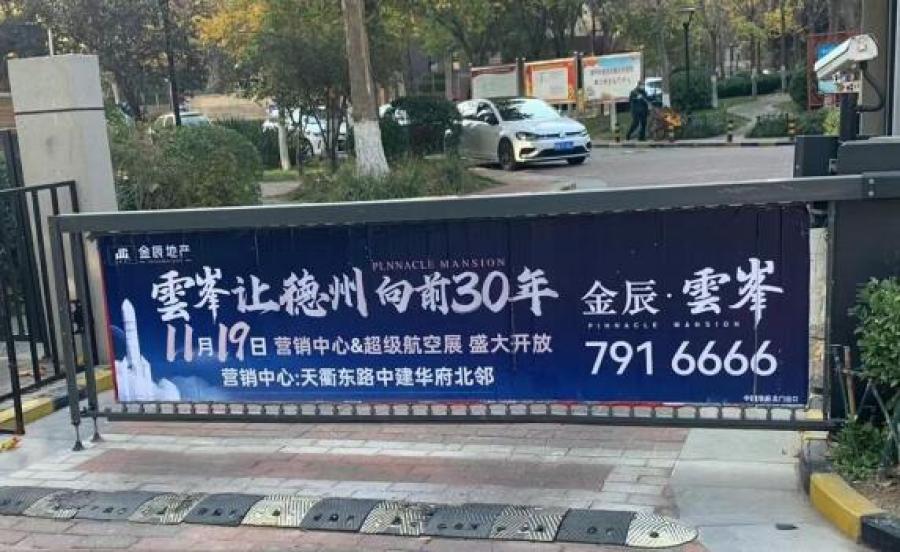 金辰地产
PLNNACLE MANSION
雲峯让德州向前30年
11月19日 营销中心&超级航空展 盛大开放
营销中心:天衢东路中建华府北邻
金辰·雲峯
PINNACLE MANSION
791 6666